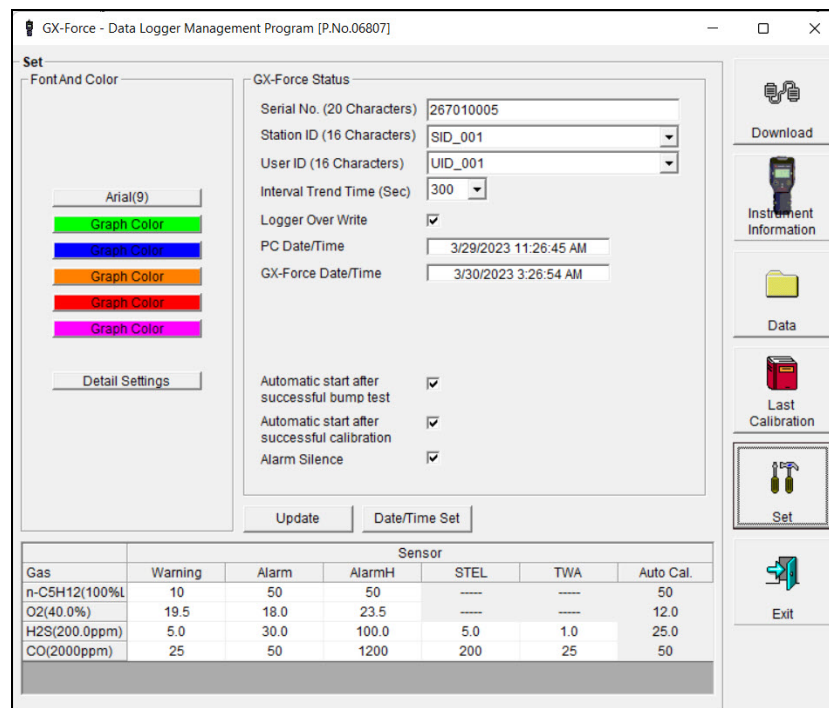 GX-Force - Data Logger Management Program [P.No.06807]
Set
Font And Color
Arial(9)
Graph Color
Graph Color
Graph Color
Graph Color
Graph Color
Detail Settings
GX-Force Status
Serial No. (20 Characters) 267010005
Station ID (16 Characters) SID_001
User ID (16 Characters) UID_001
Interval Trend Time (Sec) 300
Logger Over Write
PC Date/Time 3/29/2023 11:26:45 AM
GX-Force Date/Time 3/30/2023 3:26:54 AM
Automatic start after
successful bump test
Automatic start after
successful calibration
Alarm Silence
Update Date/Time Set
Sensor
Gas Warning Alarm AlarmH STEL TWA Auto Cal.
n-C5H12(100%L 10 50 50 ----- ----- 50
O2(40.0%) 19.5 18.0 23.5 ----- ----- 12.0
H2S(200.0ppm) 5.0 30.0 100.0 5.0 1.0 25.0
CO(2000ppm) 25 50 1200 200 25 50
Download
Instrument
Information
Data
Last
Calibration
Set
Exit